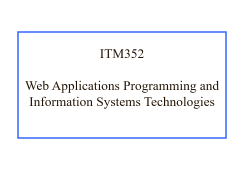 ITM352
Web Applications Programming and
Information Systems Technologies